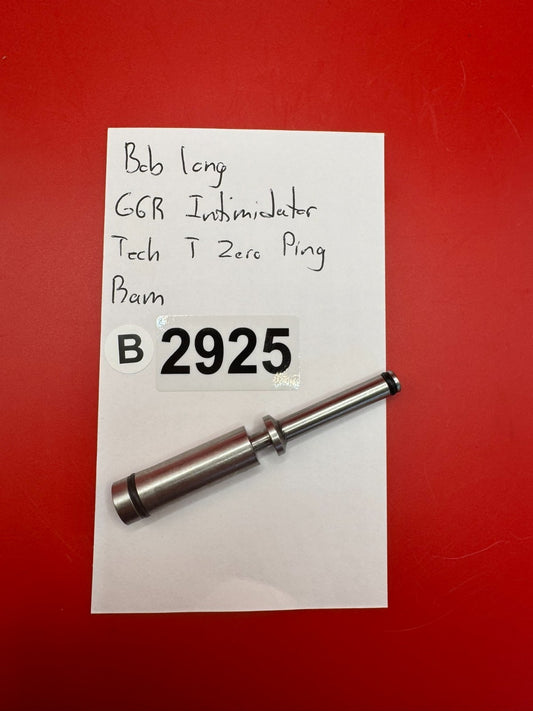 Bob long
G6R Intimidator
Tech T Zero Ping
Ram
B 2925